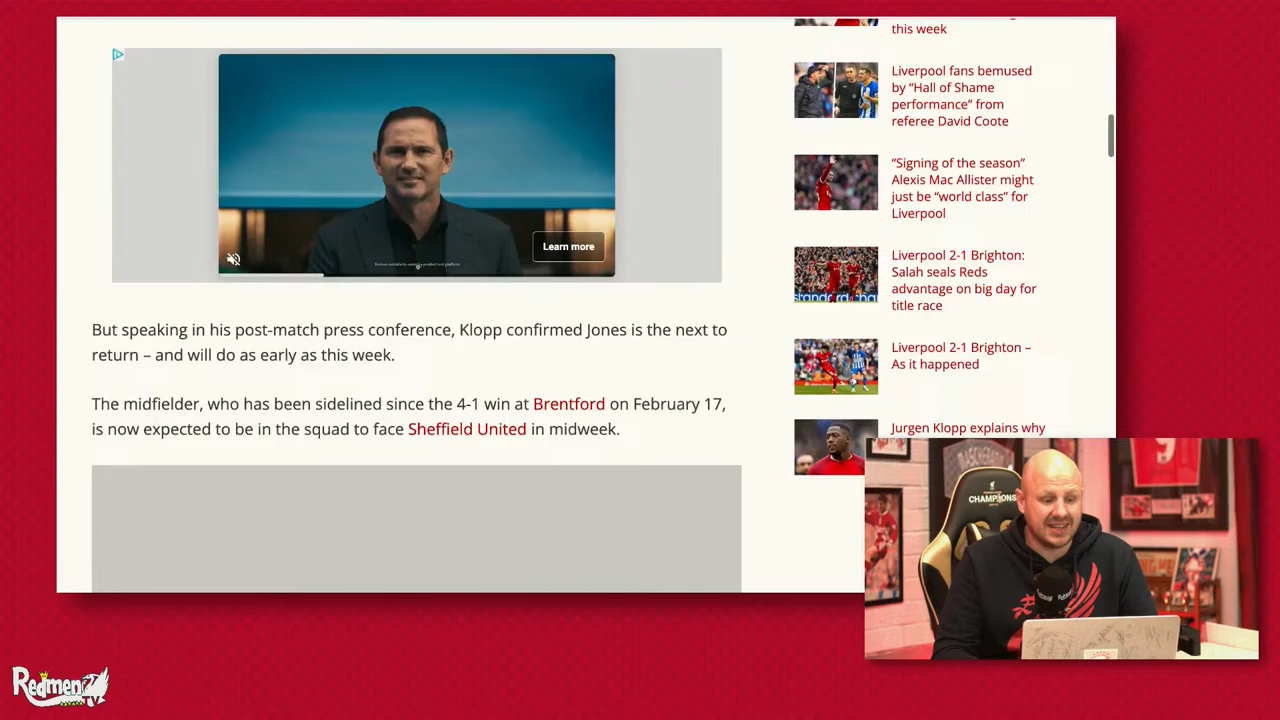 this week
Liverpool fans bemused
by “Hall of Shame
performance” from
referee David Coote
“Signing of the season”
Alexis Mac Allister might
just be “world class” for
Liverpool
Liverpool 2-1 Brighton:
Salah seals Reds
advantage on big day for
title race
Liverpool 2-1 Brighton –
As it happened
Jurgen Klopp explains why
Learn more
But speaking in his post-match press conference, Klopp confirmed Jones is the next to
return – and will do as early as this week.
The midfielder, who has been sidelined since the 4-1 win at Brentford on February 17,
is now expected to be in the squad to face Sheffield United in midweek.
standard cha
MASCHERANO
CHAMPIONS
9
Redmen
TV